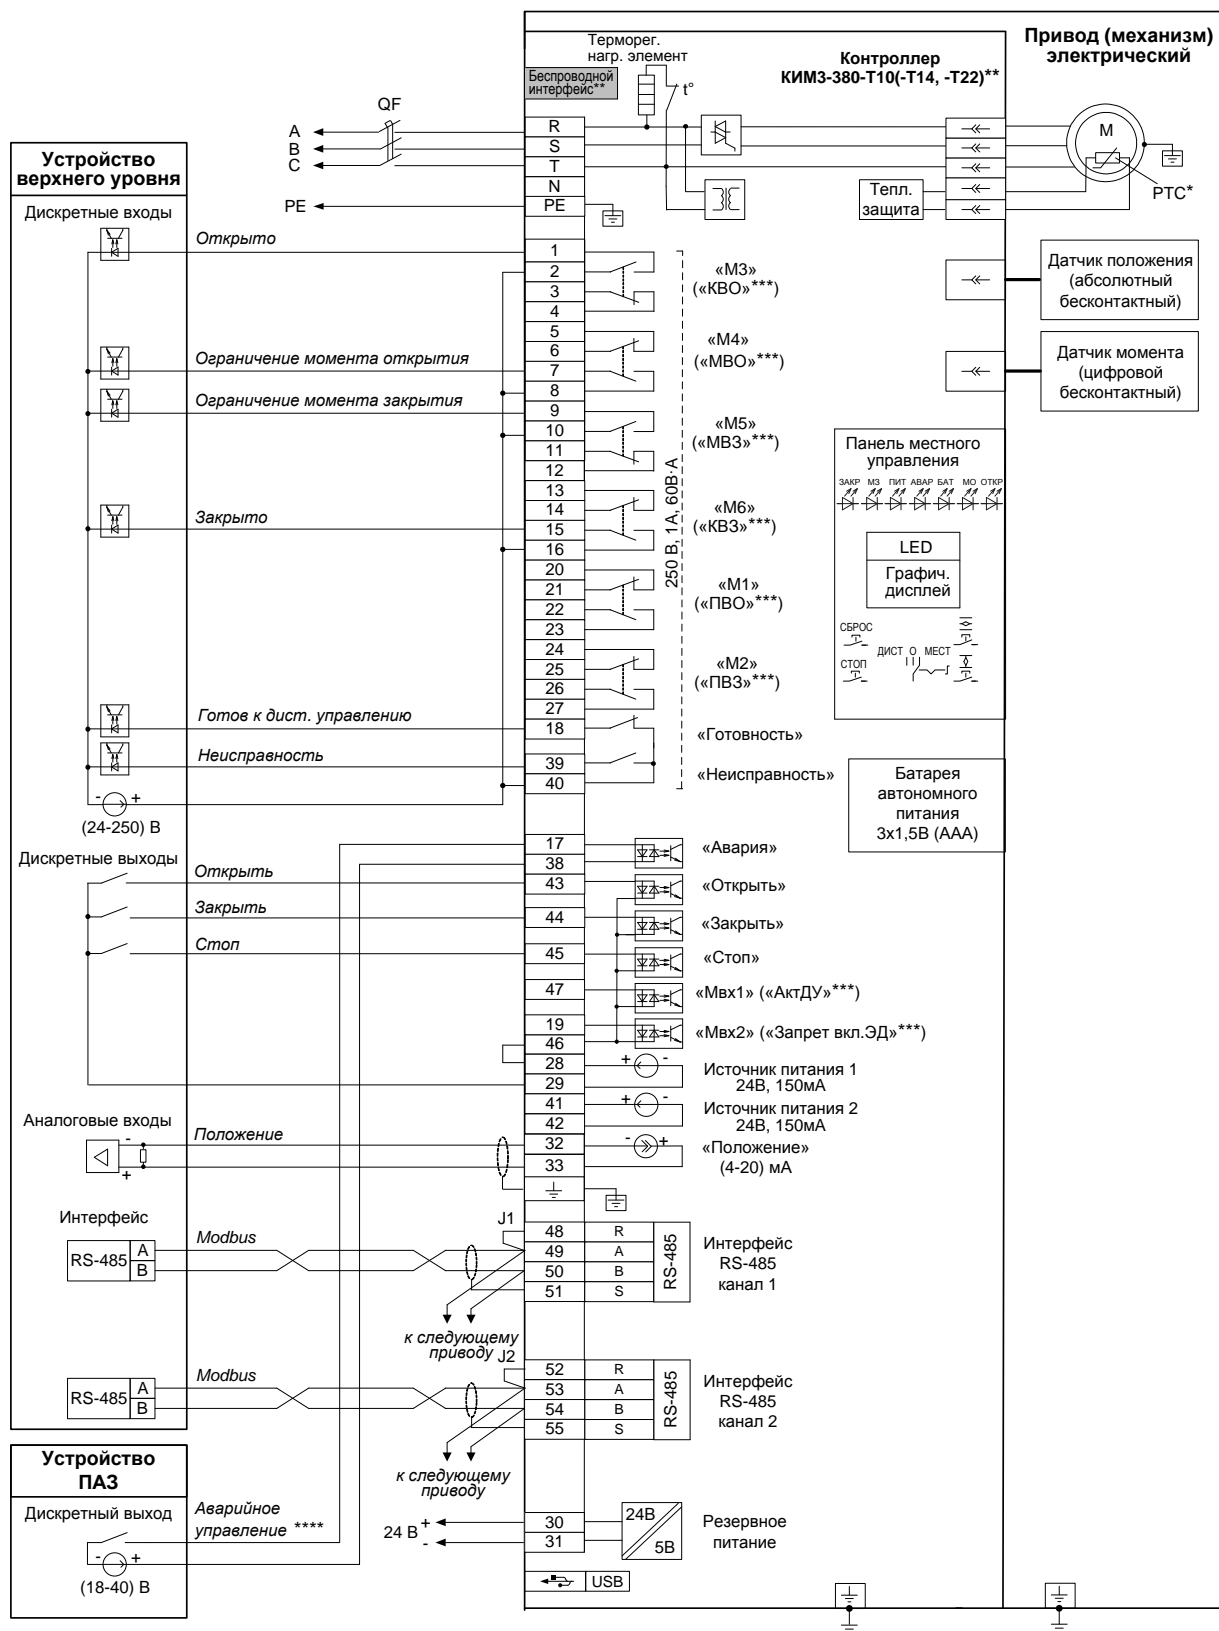 Привод (механизм)
электрический
Контроллер
КИМ3-380-Т10(-Т14, -Т22)**
Терморег.
нагр. элемент
t°
Беспроводной
интерфейс**
QF
A
B
C
PE
R
S
T
N
PE
M
PTC*
Тепл.
защита
Устройство
верхнего уровня
Дискретные входы
Открыто
Ограничение момента открытия
Ограничение момента закрытия
Закрыто
Готов к дист. управлению
Неисправность
- +
(24-250) В
1
2
3
4
5
6
7
8
9
10
11
12
13
14
15
16
20
21
22
23
24
25
26
27
18
39
40
«М3»
(«КВО»***)
«М4»
(«МВО»***)
«М5»
(«МВЗ»***)
«М6»
(«КВЗ»***)
«М1»
(«ПВО»***)
«М2»
(«ПВЗ»***)
«Готовность»
«Неисправность»
250 В, 1А, 60В·А
Датчик положения
(абсолютный
бесконтактный)
Датчик момента
(цифровой
бесконтактный)
Панель местного
управления
ЗАКР МЗ ПИТ АВАР БАТ МО ОТКР
LED
Графич.
дисплей
СБРОС
СТОП
ДИСТ О МЕСТ
Батарея
автономного
питания
3х1,5В (ААА)
Дискретные выходы
Открыть
Закрыть
Стоп
17
38
43
44
45
47
19
46
28
29
41
42
32
33
«Авария»
«Открыть»
«Закрыть»
«Стоп»
«Мвх1» («АктДУ»***)
«Мвх2» («Запрет вкл.ЭД»***)
+ -
Источник питания 1
24В, 150мА
+ -
Источник питания 2
24В, 150мА
- +
«Положение»
(4-20) мА
Аналоговые входы
-
+
Положение
Интерфейс
RS-485
A
B
Modbus
J1
48 R
49 A
50 B
51 S
RS-485
Интерфейс
RS-485
канал 1
к следующему
приводу
RS-485
A
B
Modbus
J2
52 R
53 A
54 B
55 S
RS-485
Интерфейс
RS-485
канал 2
к следующему
приводу
Устройство
ПАЗ
Дискретный выход
- +
(18-40) В
Аварийное
управление ****
24 В
+
-
30
31
24В
5В
Резервное
питание
USB